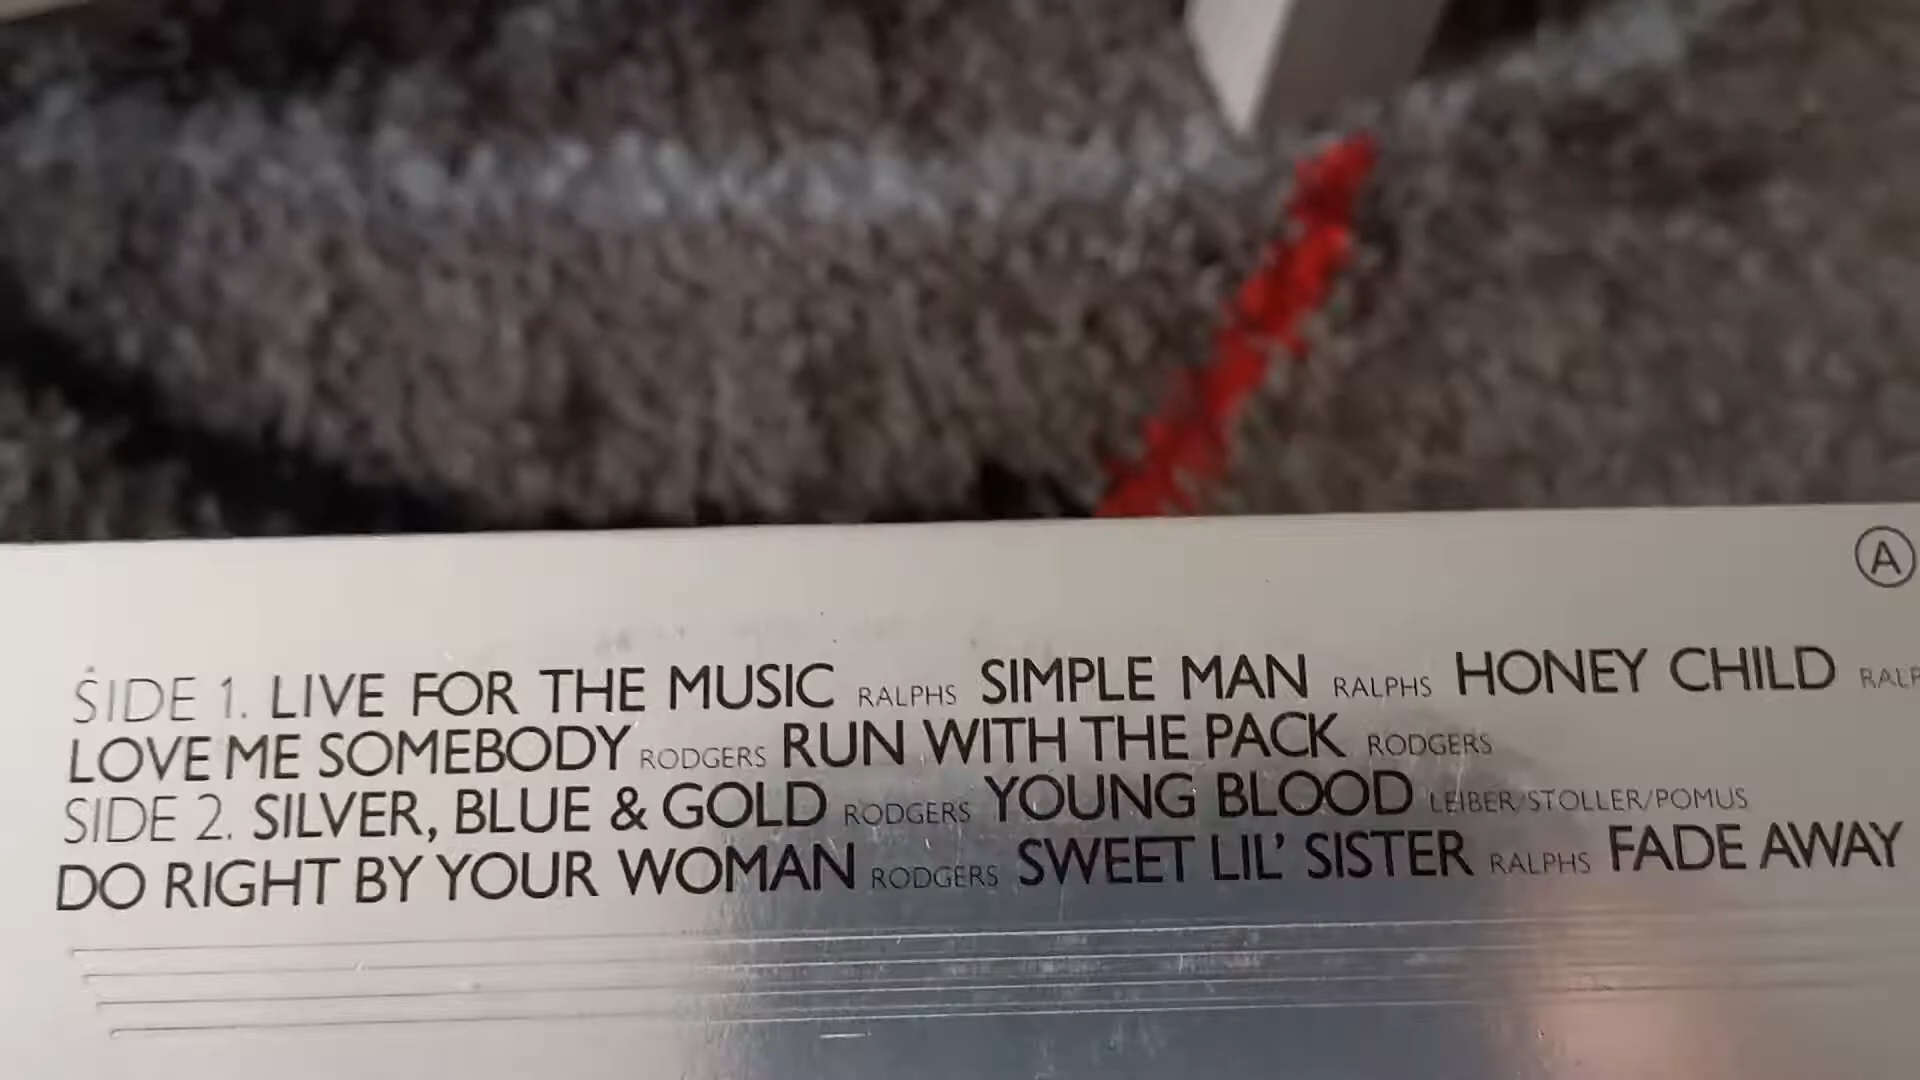 Ⓐ
SIDE 1. LIVE FOR THE MUSIC RALPHS SIMPLE MAN RALPHS HONEY CHILD RALP
LOVE ME SOMEBODY RODGERS RUN WITH THE PACK RODGERS
SIDE 2. SILVER, BLUE & GOLD RODGERS YOUNG BLOOD LEIBER/STOLLER/POMUS
DO RIGHT BY YOUR WOMAN RODGERS SWEET LIL' SISTER RALPHS FADE AWAY